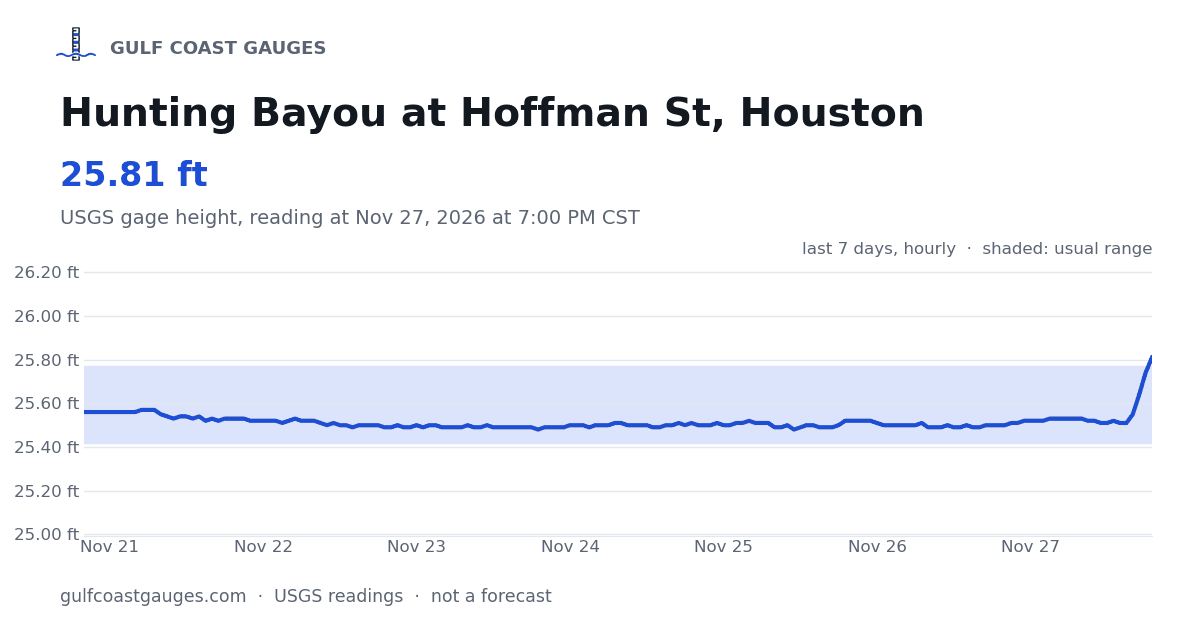 GULF COAST GAUGES
Hunting Bayou at Hoffman St, Houston
25.81 ft
USGS gage height, reading at Nov 27, 2026 at 7:00 PM CST
last 7 days, hourly · shaded: usual range
26.20 ft
26.00 ft
25.80 ft
25.60 ft
25.40 ft
25.20 ft
25.00 ft
Nov 21 Nov 22 Nov 23 Nov 24 Nov 25 Nov 26 Nov 27
gulfcoastgauges.com · USGS readings · not a forecast